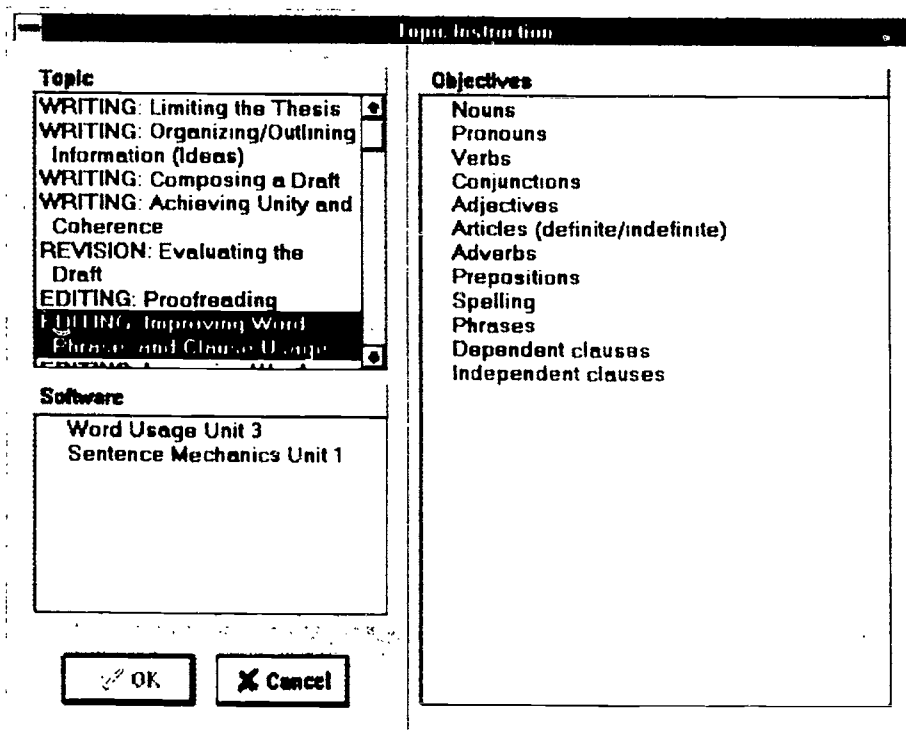 Topic Instruction
Topic
WRITING: Limiting the Thesis
WRITING: Organizing/Outlining
Information (Ideas)
WRITING: Composing a Draft
WRITING: Achieving Unity and
Coherence
REVISION: Evaluating the
Draft
EDITING: Proofreading
EDITING: Improving Word
Phrase and Clause Usage
Software
Word Usage Unit 3
Sentence Mechanics Unit 1
OK
Cancel
Objectives
Nouns
Pronouns
Verbs
Conjunctions
Adjectives
Articles (definite/indefinite)
Adverbs
Prepositions
Spelling
Phrases
Dependent clauses
Independent clauses